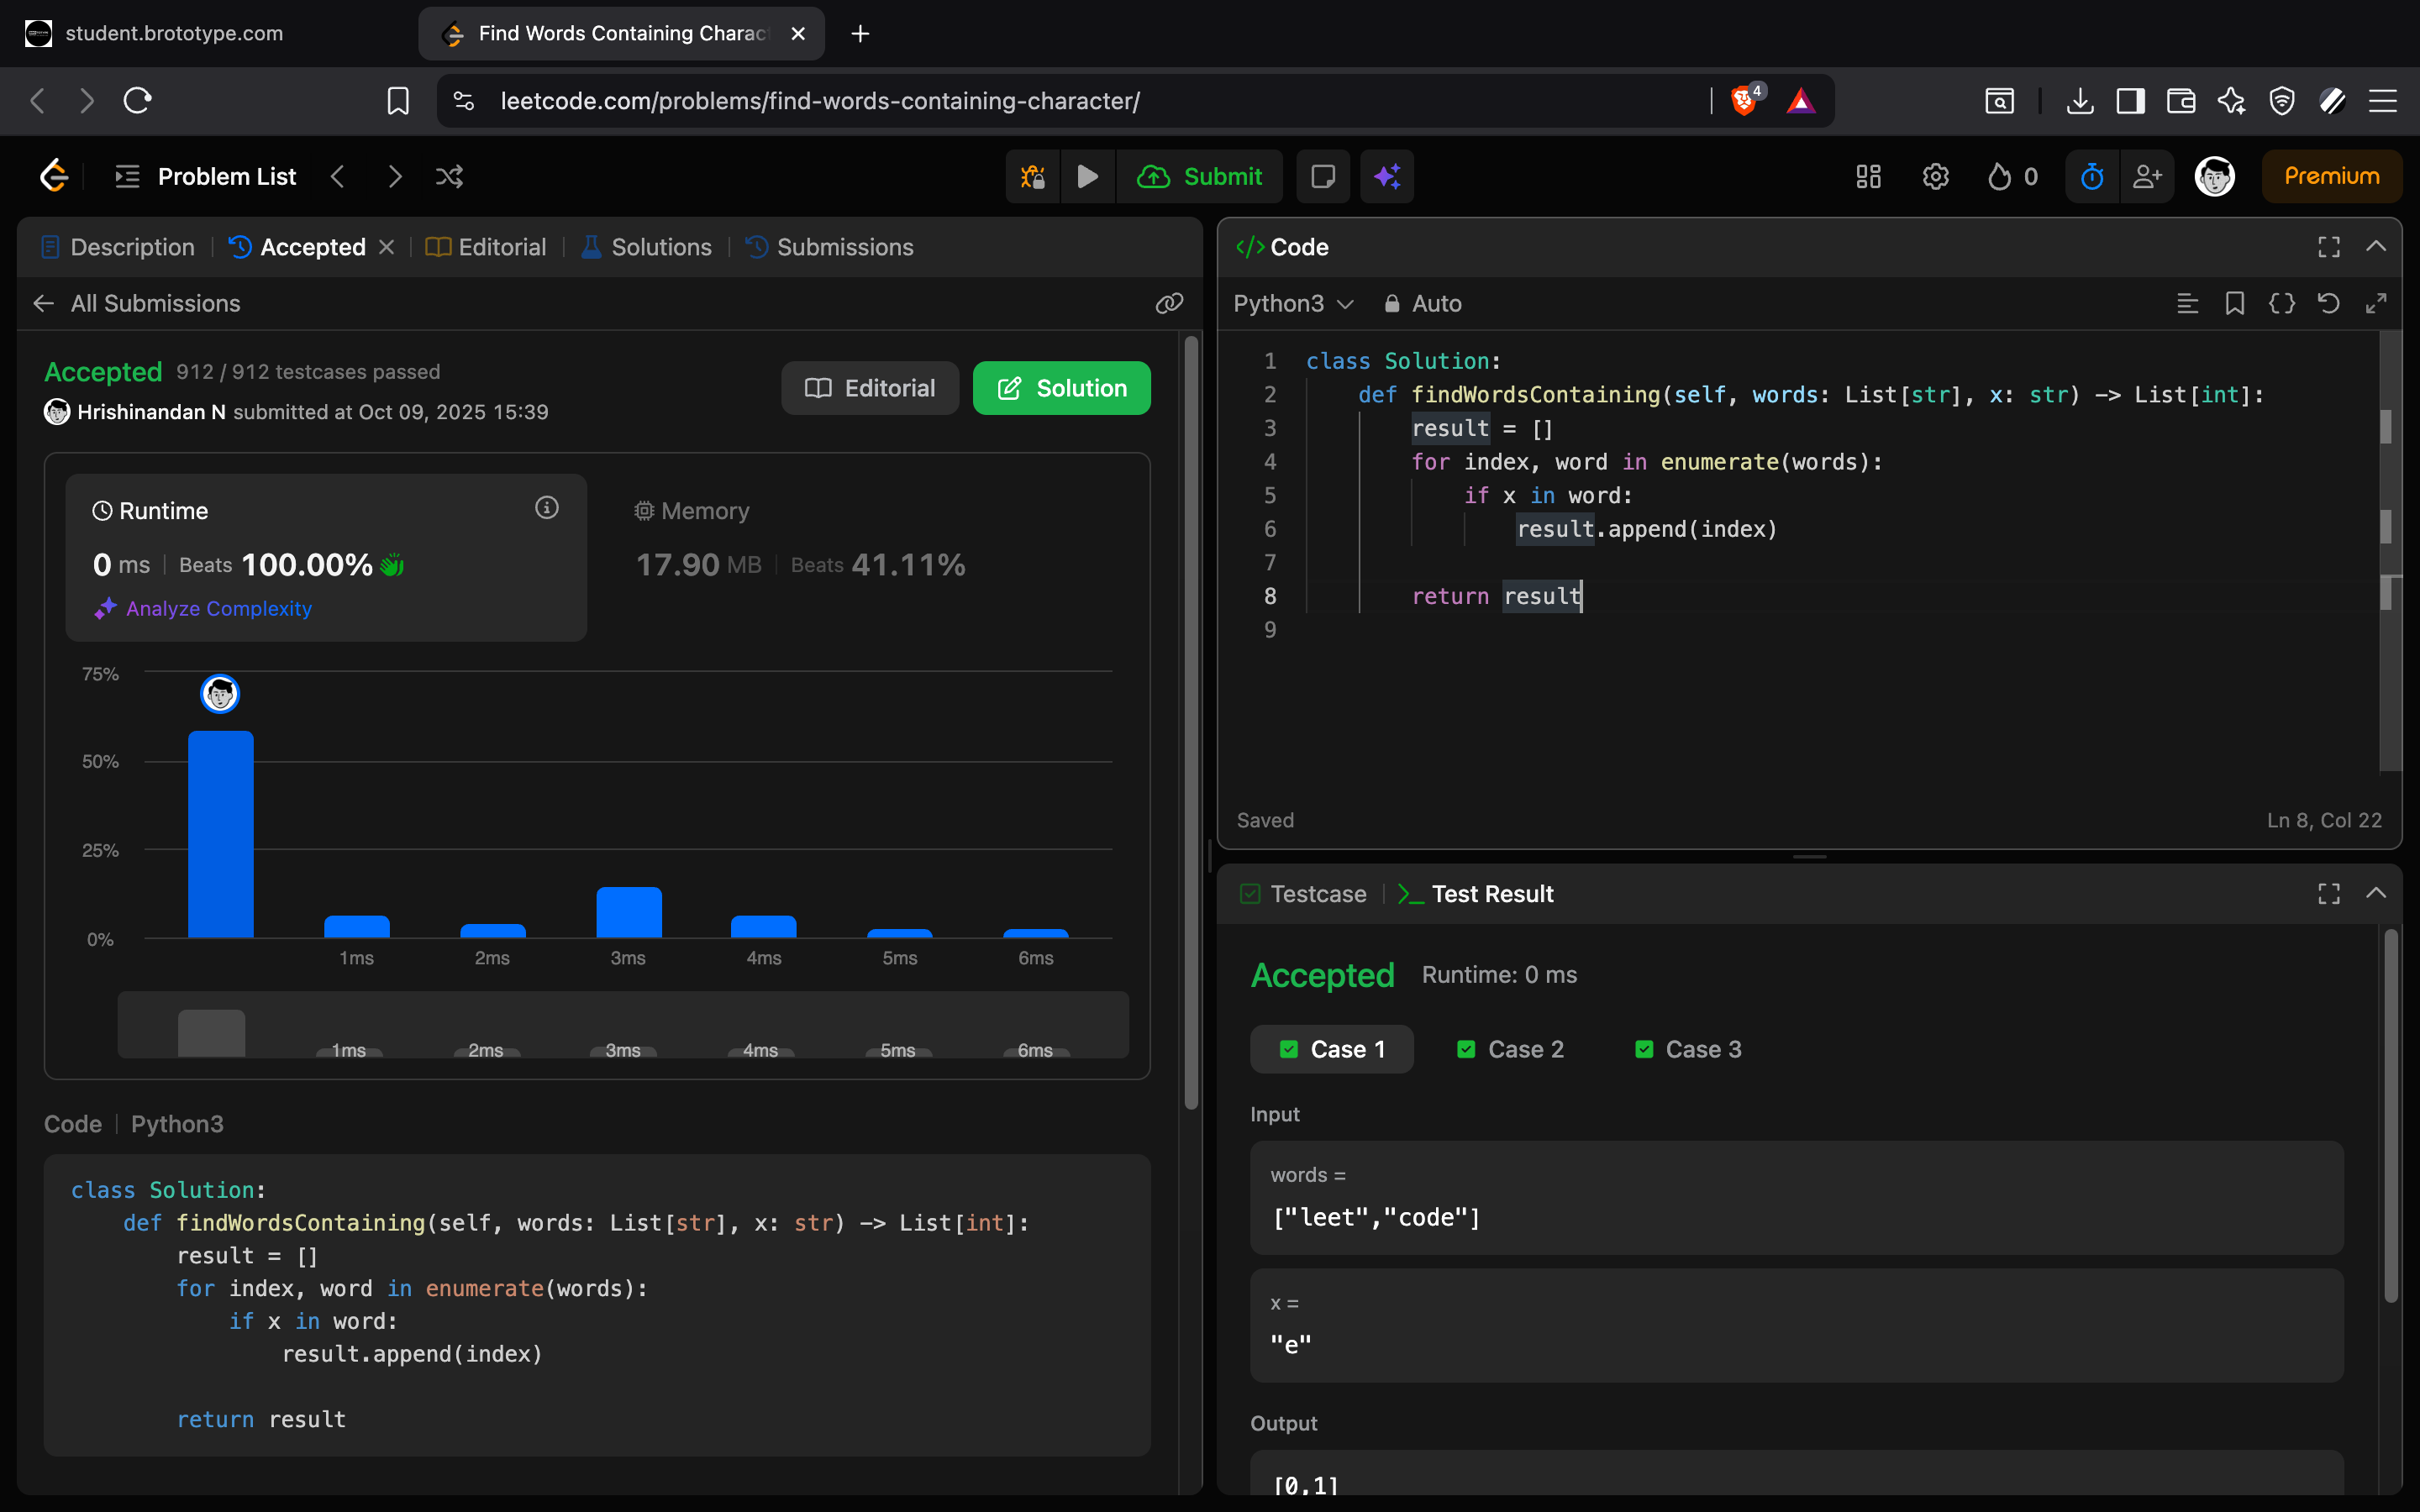 student.brototype.com
Find Words Containing Charac
leetcode.com/problems/find-words-containing-character/
4
Problem List
Submit
0
Premium
Description
Accepted
Editorial
Solutions
Submissions
All Submissions
Accepted 912 / 912 testcases passed
Hrishinandan N submitted at Oct 09, 2025 15:39
Editorial
Solution
Runtime
0 ms Beats 100.00%
Analyze Complexity
Memory
17.90 MB Beats 41.11%
75%
50%
25%
0%
1ms 2ms 3ms 4ms 5ms 6ms
1ms 2ms 3ms 4ms 5ms 6ms
Code Python3
class Solution:
    def findWordsContaining(self, words: List[str], x: str) -> List[int]:
        result = []
        for index, word in enumerate(words):
            if x in word:
                result.append(index)
        return result
Code
Python3 Auto
1 class Solution:
2     def findWordsContaining(self, words: List[str], x: str) -> List[int]:
3         result = []
4         for index, word in enumerate(words):
5             if x in word:
6                 result.append(index)
7
8         return result
9
Saved
Ln 8, Col 22
Testcase
Test Result
Accepted Runtime: 0 ms
Case 1 Case 2 Case 3
Input
words =
["leet","code"]
x =
"e"
Output
[0,1]